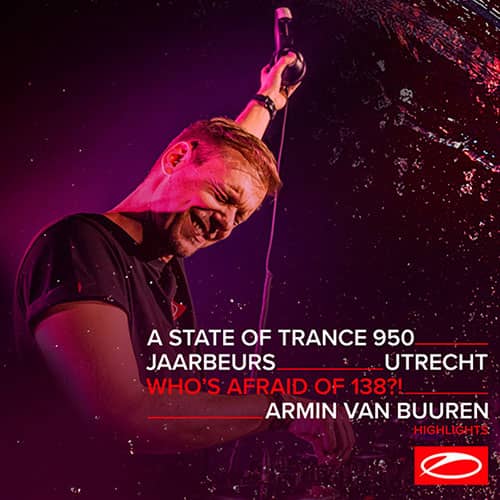 A STATE OF TRANCE 950
JAARBEURS UTRECHT
WHO'S AFRAID OF 138?!
ARMIN VAN BUUREN
HIGHLIGHTS